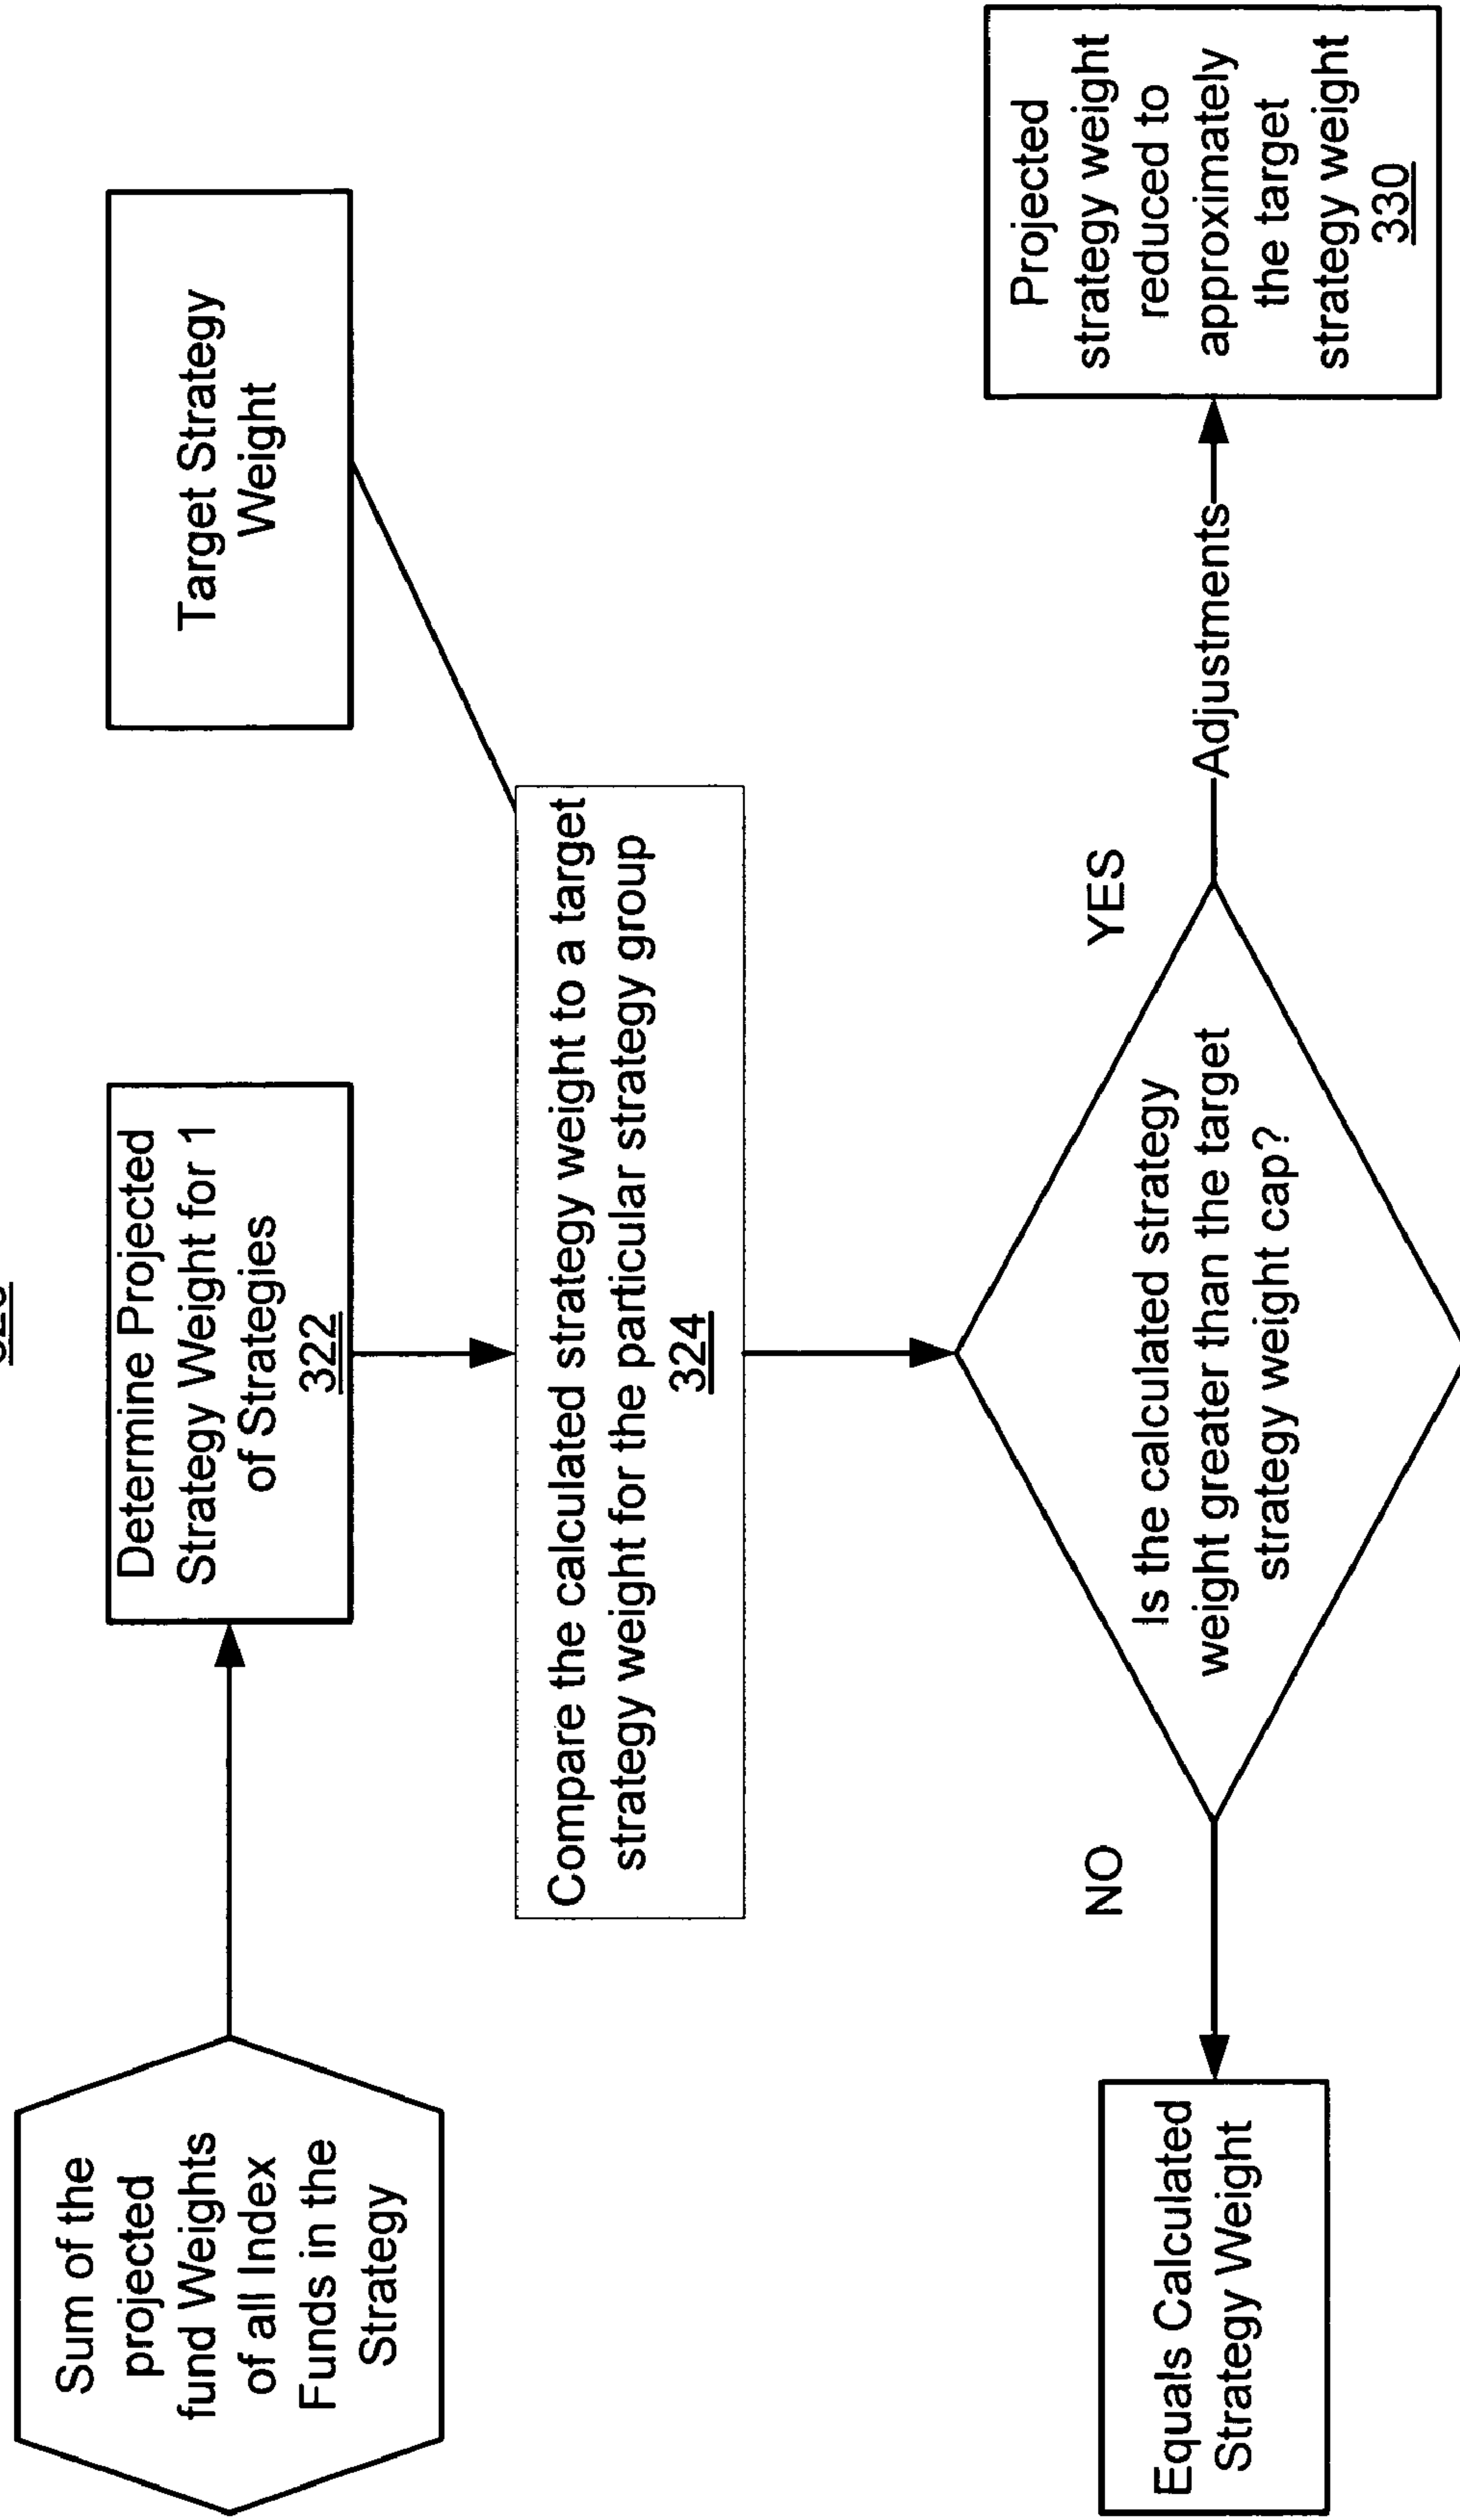 Sum of the
projected
fund Weights
of all Index
Funds in the
Strategy
Determine Projected
Strategy Weight for 1
of Strategies
322
Target Strategy
Weight
Compare the calculated strategy weight to a target
strategy weight for the particular strategy group
324
Is the calculated strategy
weight greater than the target
strategy weight cap?
NO
YES
Equals Calculated
Strategy Weight
Adjustments
Projected
strategy weight
reduced to
approximately
the target
strategy weight
330